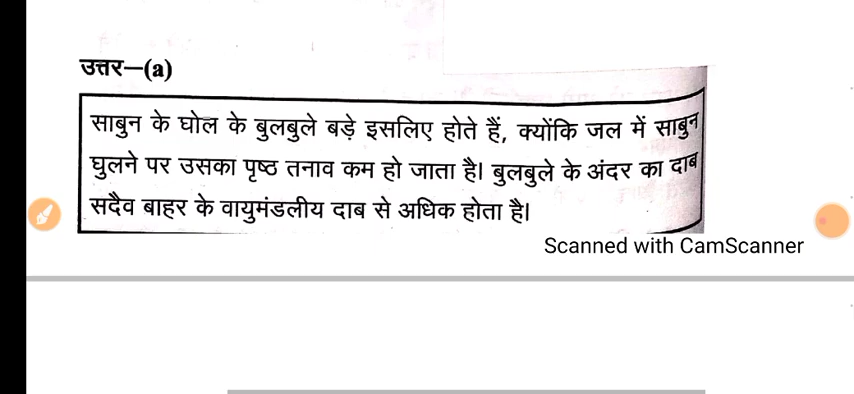 उत्तर—(a)
साबुन के घोल के बुलबुले बड़े इसलिए होते हैं, क्योंकि जल में साबुन
घुलने पर उसका पृष्ठ तनाव कम हो जाता है। बुलबुले के अंदर का दाब
सदैव बाहर के वायुमंडलीय दाब से अधिक होता है।
Scanned with CamScanner